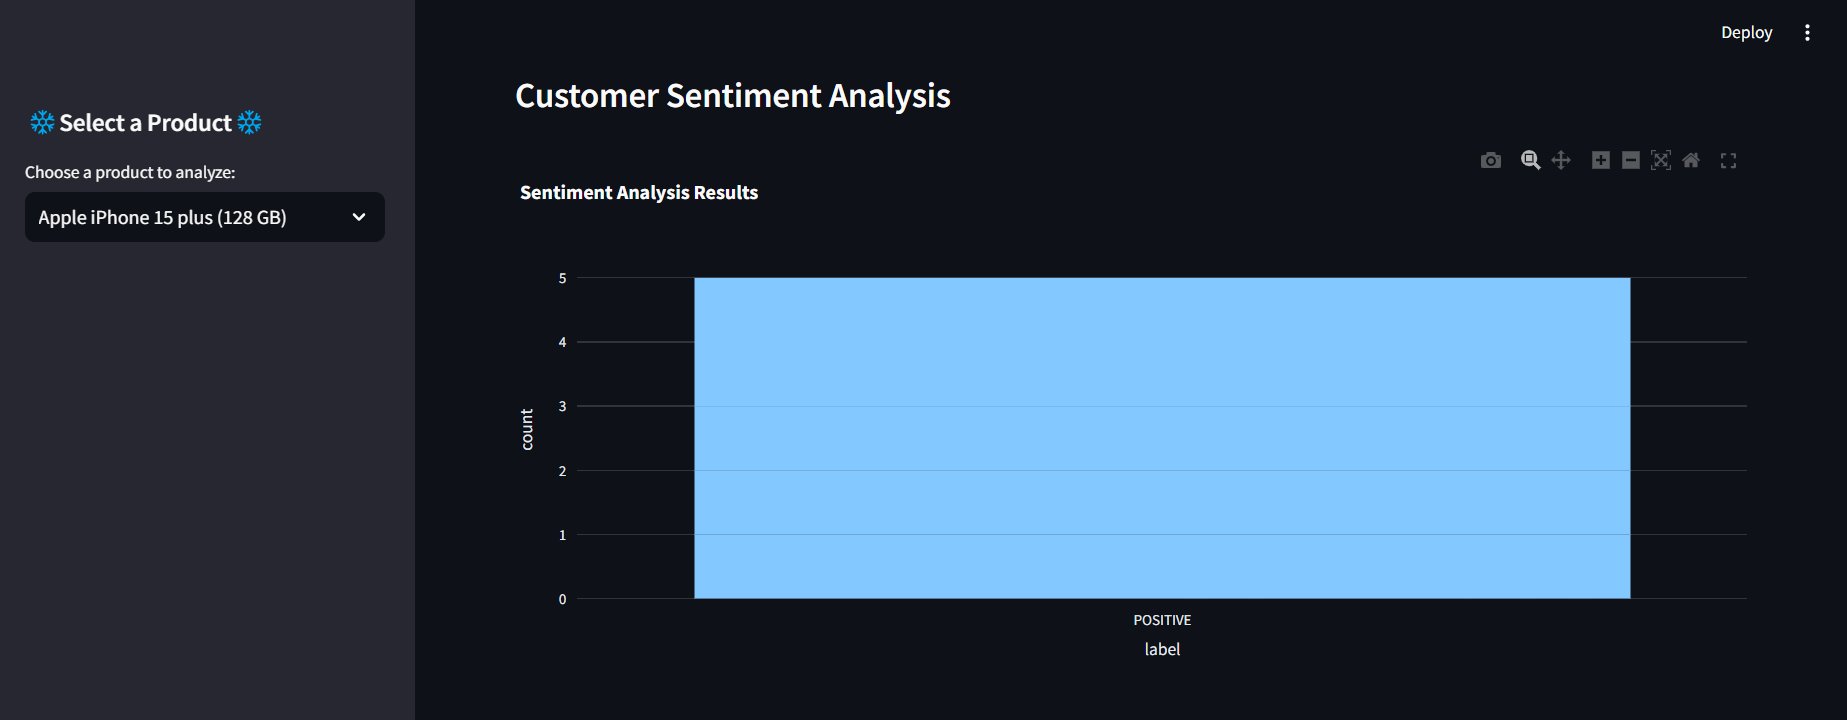 Deploy
❄️ Select a Product ❄️
Choose a product to analyze:
Apple iPhone 15 plus (128 GB)
Customer Sentiment Analysis
Sentiment Analysis Results
5
4
3
2
1
0
count
POSITIVE
label